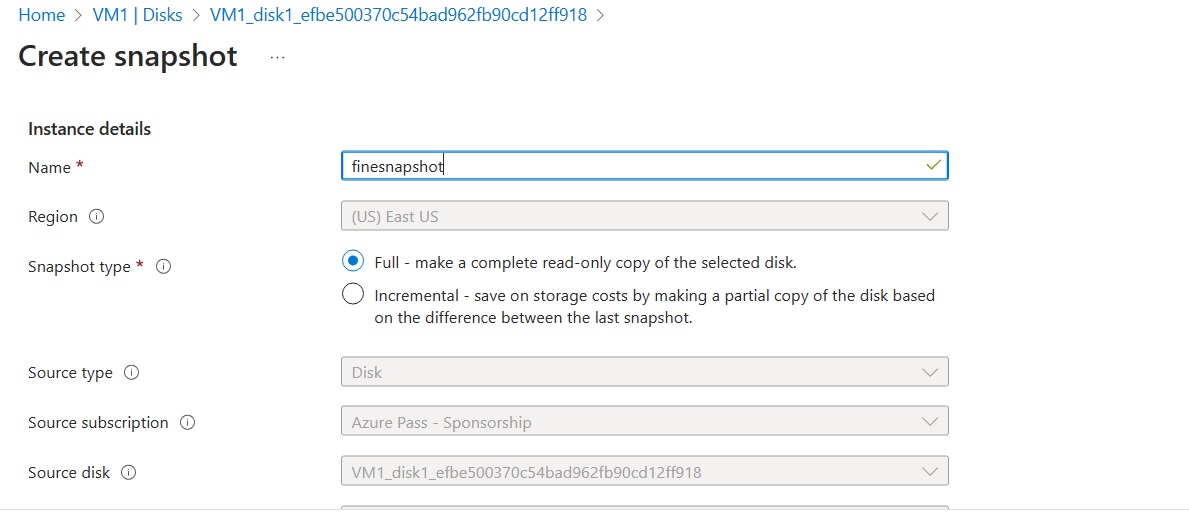 Home > VM1 | Disks > VM1_disk1_efbe500370c54bad962fb90cd12ff918 >
Create snapshot ...
Instance details
Name * finesnapshot
Region (US) East US
Snapshot type * Full - make a complete read-only copy of the selected disk.
Incremental - save on storage costs by making a partial copy of the disk based
on the difference between the last snapshot.
Source type Disk
Source subscription Azure Pass - Sponsorship
Source disk VM1_disk1_efbe500370c54bad962fb90cd12ff918